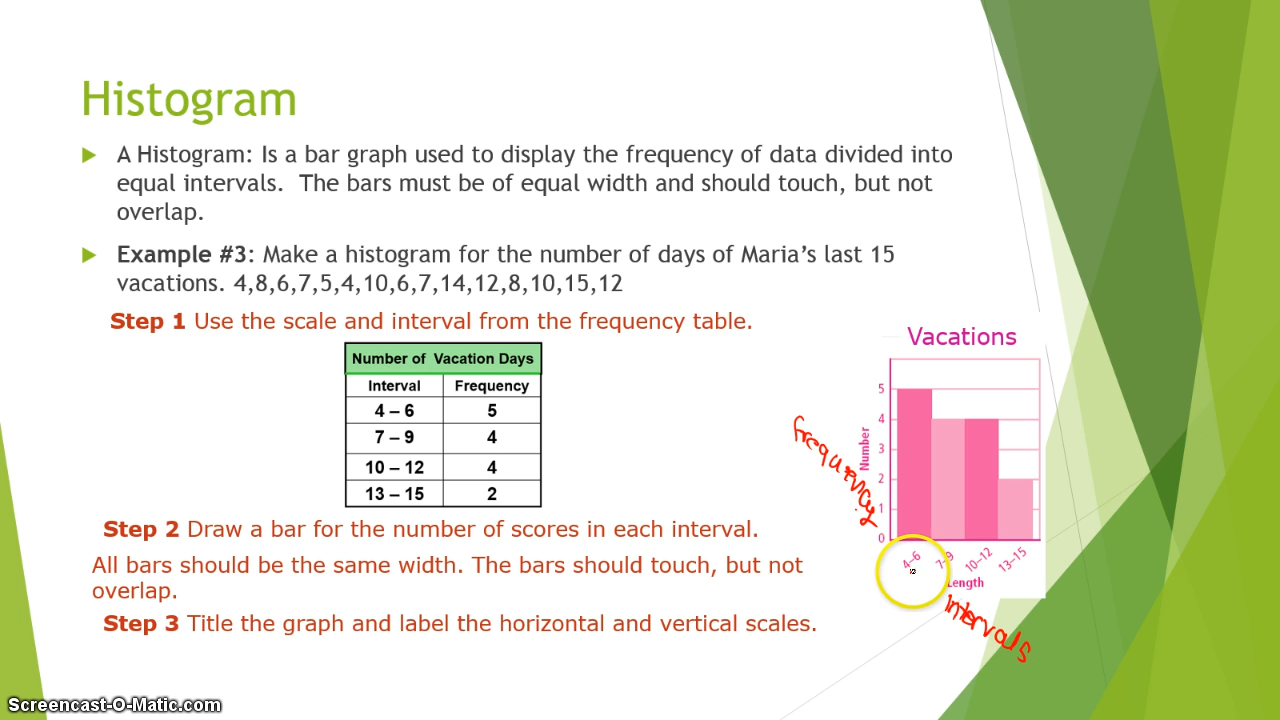 Histogram
A Histogram: Is a bar graph used to display the frequency of data divided into
equal intervals. The bars must be of equal width and should touch, but not
overlap.
Example #3: Make a histogram for the number of days of Maria's last 15
vacations. 4,8,6,7,5,4,10,6,7,14,12,8,10,15,12
Step 1 Use the scale and interval from the frequency table.
Number of Vacation Days
Interval Frequency
4 – 6 5
7 – 9 4
10 – 12 4
13 – 15 2
Vacations
Number
5
4
3
2
1
0
4–6 7–9 10–12 13–15
Length
frequency
intervals
Step 2 Draw a bar for the number of scores in each interval.
All bars should be the same width. The bars should touch, but not
overlap.
Step 3 Title the graph and label the horizontal and vertical scales.
Screencast-O-Matic.com